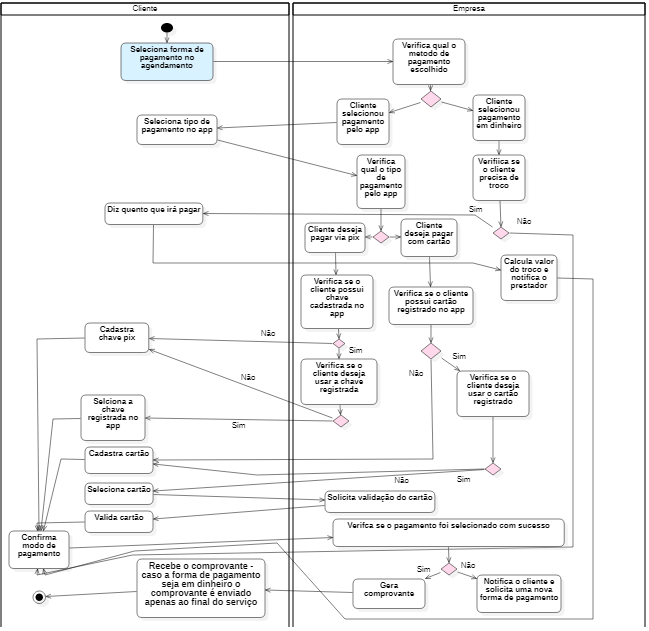 Cliente
Empresa
Seleciona forma de
pagamento no
agendamento
Verifica qual o
metodo de
pagamento
escolhido
Cliente
selecionou
pagamento
pelo app
Cliente
selecionou
pagamento
em dinheiro
Seleciona tipo de
pagamento no app
Verifica
qual o tipo
de
pagamento
pelo app
Verifiica se
o cliente
precisa de
troco
Diz quento que irá pagar
Sim
Não
Cliente deseja
pagar via pix
Cliente
deseja pagar
com cartão
Calcula valor
do troco e
notifica o
prestador
Verifica se o
cliente possui
chave
cadastrada no
app
Verifica se o cliente
possui cartão
registrado no app
Cadastra
chave pix
Não
Sim
Sim
Verifica se o
cliente deseja
usar a chave
registrada
Não
Não
Verifica se o
cliente deseja
usar o cartão
registrado
Selciona a
chave
registrada no
app
Sim
Cadastra cartão
Seleciona cartão
Não
Sim
Solicita validação do cartão
Valida cartão
Confirma
modo de
pagamento
Verifca se o pagamento foi selecionado com sucesso
Recebe o comprovante -
caso a forma de pagamento
seja em dinheiro o
comprovante é enviado
apenas ao final do serviço
Sim
Não
Gera
comprovante
Notifica o cliente e
solicita uma nova
forma de pagamento